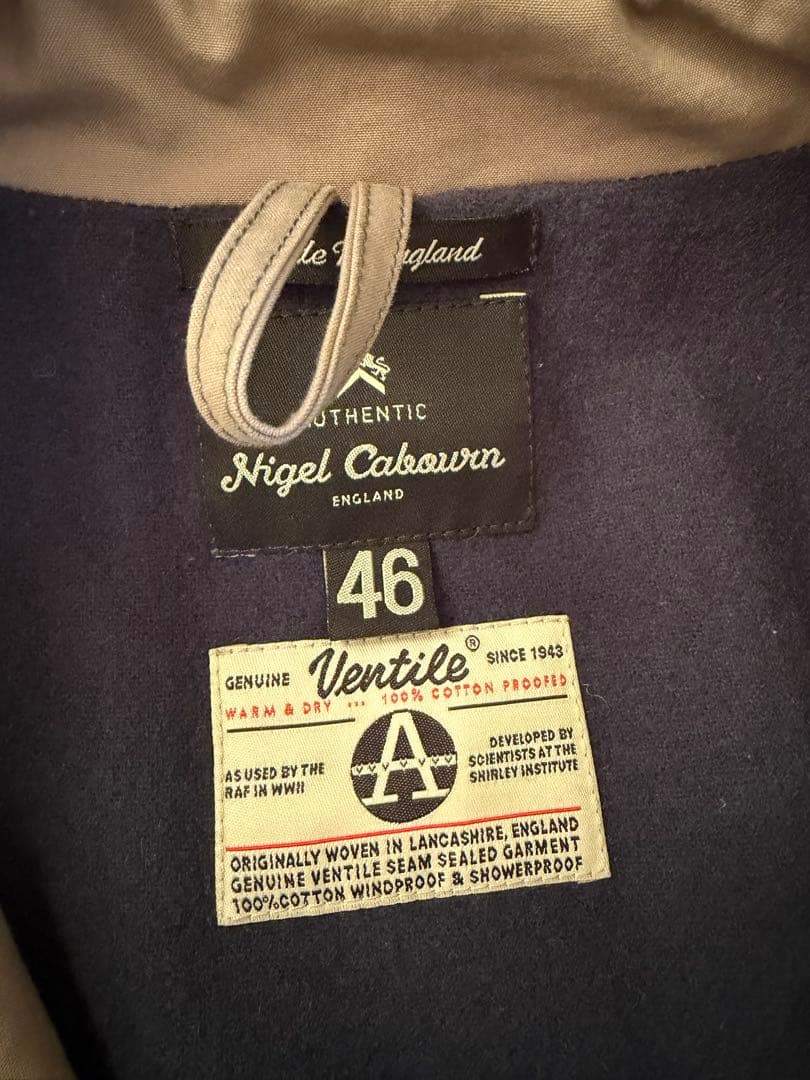 England
AUTHENTIC
Nigel Cabourn
ENGLAND
46
GENUINE Ventile® SINCE 1943
WARM & DRY ... 100% COTTON PROOFED
AS USED BY THE
RAF IN WWII
A
DEVELOPED BY
SCIENTISTS AT THE
SHIRLEY INSTITUTE
ORIGINALLY WOVEN IN LANCASHIRE, ENGLAND
GENUINE VENTILE SEAM SEALED GARMENT
100% COTTON WINDPROOF & SHOWERPROOF